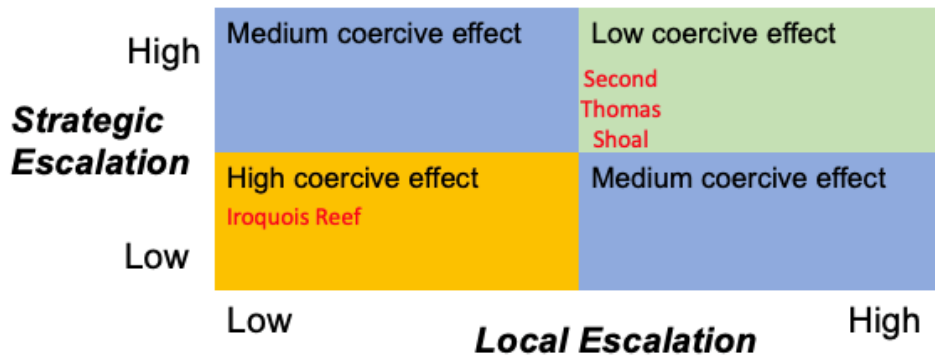 High
Strategic
Escalation
Low
Medium coercive effect
Low coercive effect
Second
Thomas
Shoal
High coercive effect
Iroquois Reef
Medium coercive effect
Low
Local Escalation
High